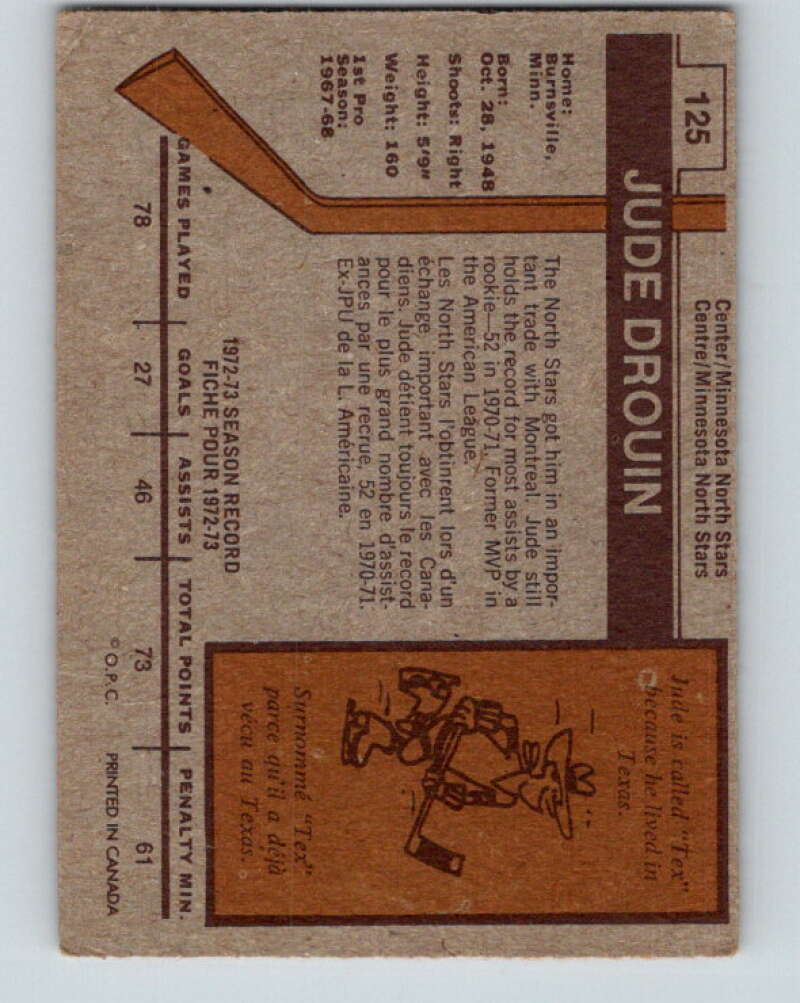 125
Center/Minnesota North Stars
Centre/Minnesota North Stars
JUDE DROUIN
Home:
Burnsville,
Minn.
Born:
Oct. 28, 1948
Shoots: Right
Height: 5'9"
Weight: 160
1st Pro
Season:
1967-68
The North Stars got him in an impor-
tant trade with Montreal. Jude still
holds the record for most assists by a
rookie—52 in 1970-71. Former MVP in
the American League.
Les North Stars l'obtinrent lors d'un
échange important avec les Cana-
diens. Jude détient toujours le record
pour le plus grand nombre d'assist-
ances par une recrue, 52 en 1970-71.
Ex-JPU de la L. Américaine.
Jude is called "Tex"
because he lived in
Texas.
Surnommé "Tex"
parce qu'il a déjà
vécu au Texas.
1972-73 SEASON RECORD
FICHE POUR 1972-73
GAMES PLAYED GOALS ASSISTS TOTAL POINTS PENALTY MIN.
78 27 46 73 61
© O.P.C. PRINTED IN CANADA